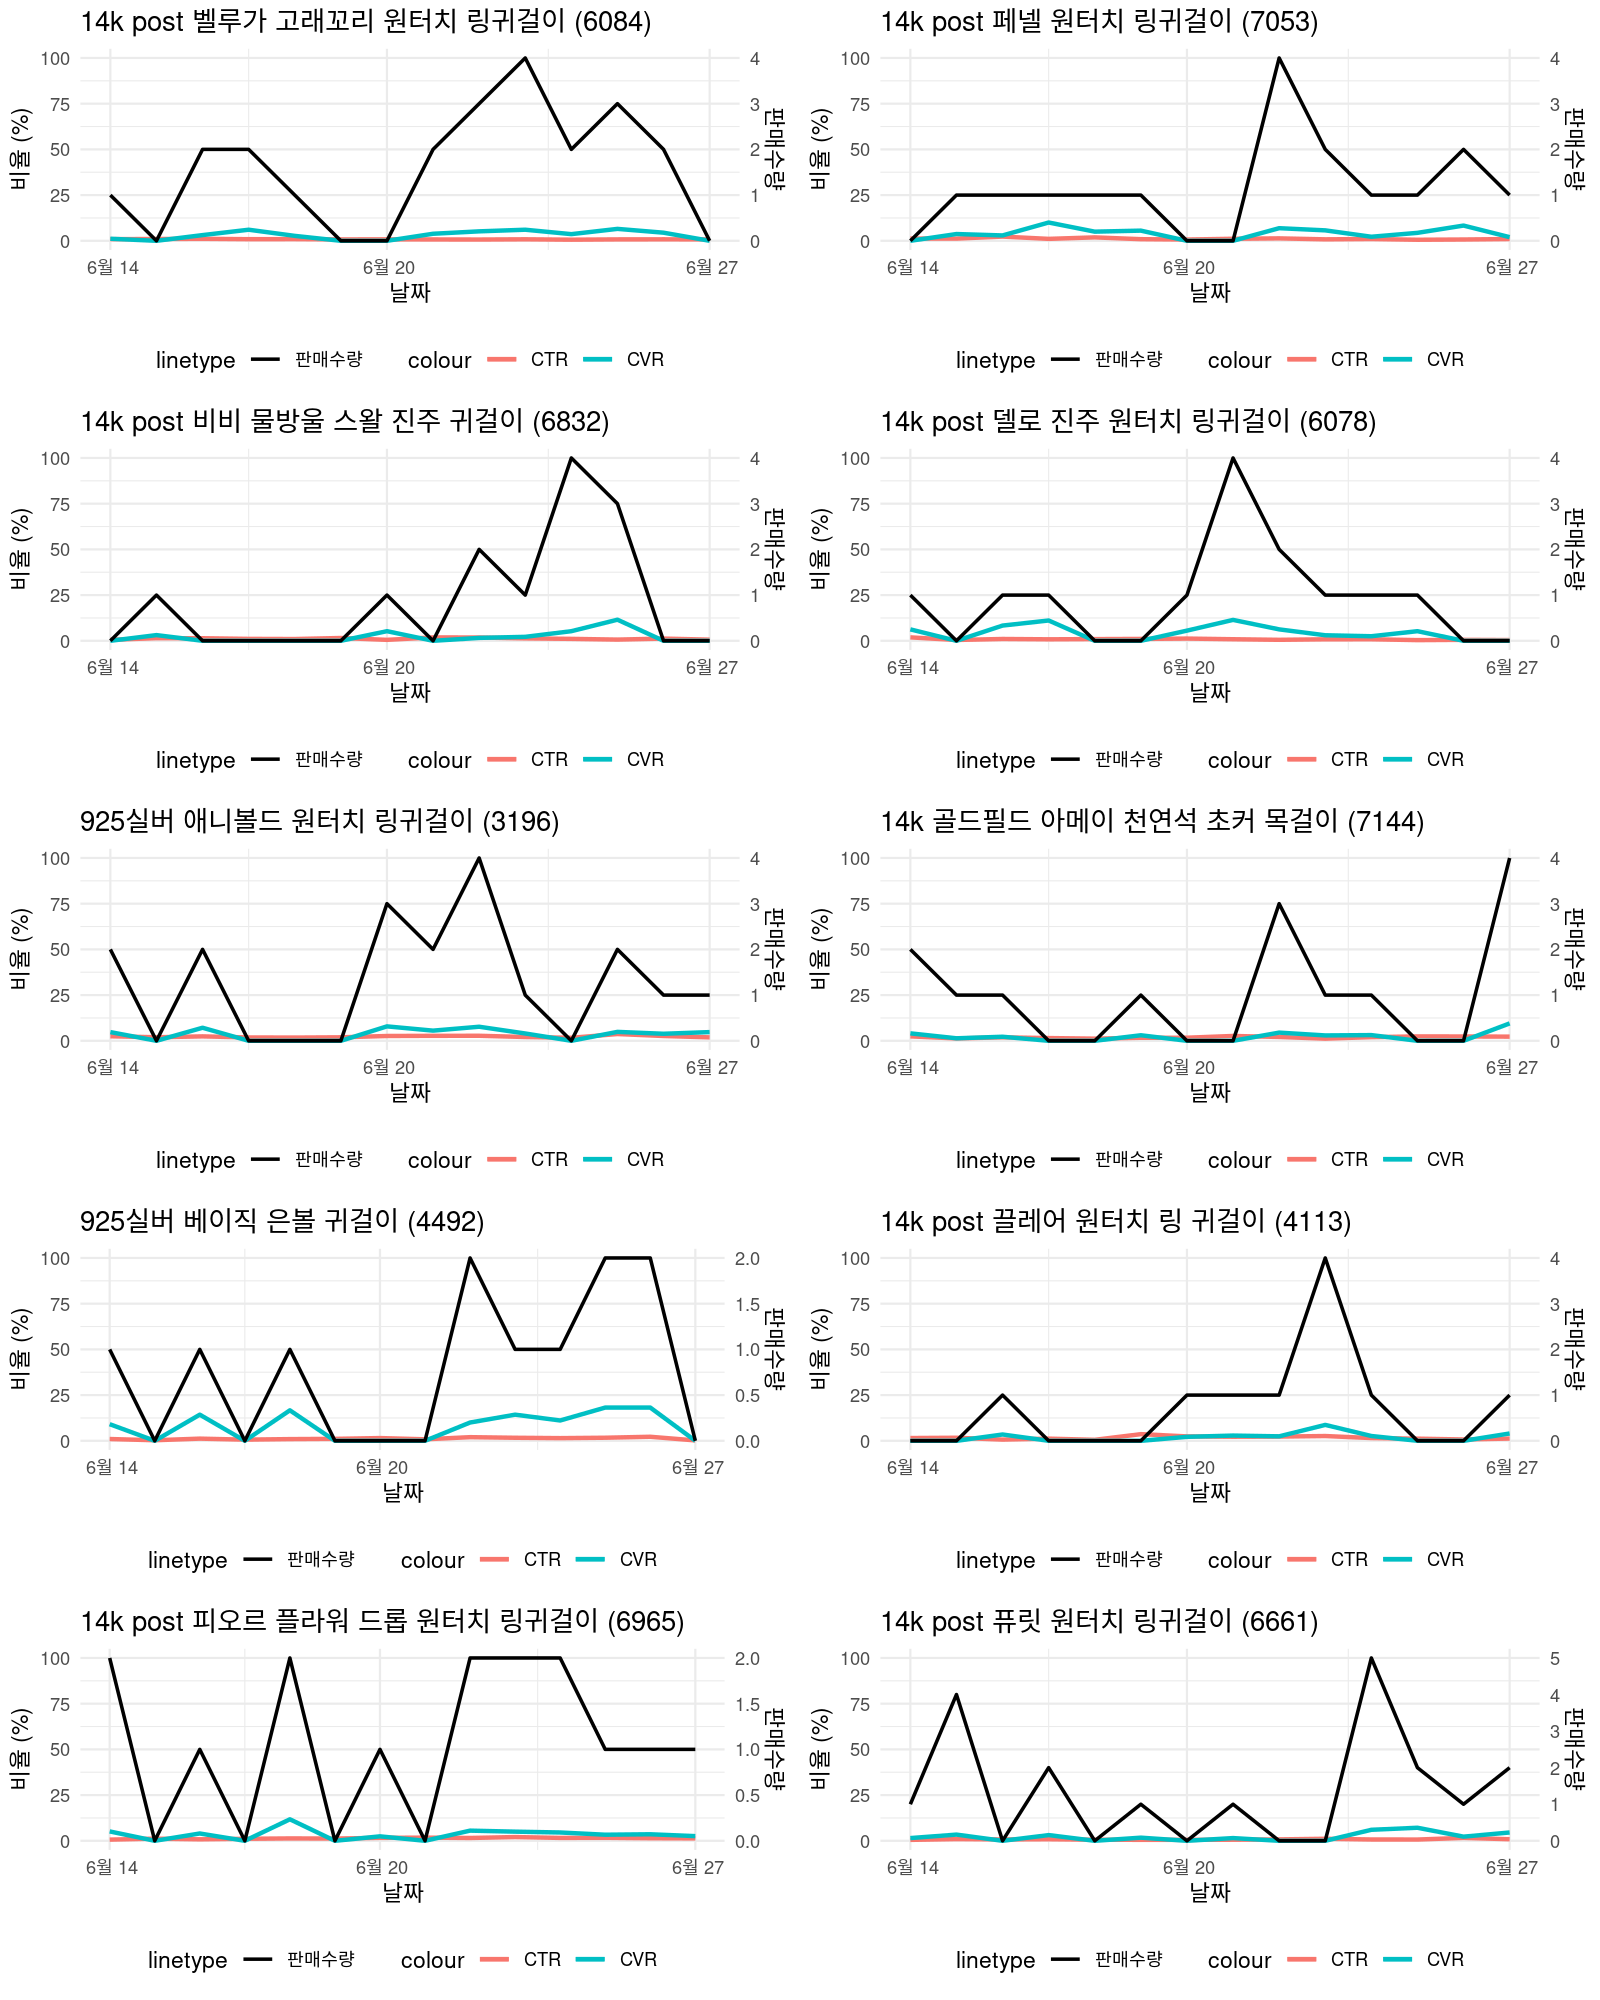 14k post 벨루가 고래꼬리 원터치 링귀걸이 (6084)
비율 (%)
100
75
50
25
0
4
3
2
1
0
판매수량
6월 14
6월 20
6월 27
날짜
linetype 판매수량 colour CTR CVR
14k post 페넬 원터치 링귀걸이 (7053)
비율 (%)
100
75
50
25
0
4
3
2
1
0
판매수량
6월 14
6월 20
6월 27
날짜
linetype 판매수량 colour CTR CVR
14k post 비비 물방울 스왈 진주 귀걸이 (6832)
비율 (%)
100
75
50
25
0
4
3
2
1
0
판매수량
6월 14
6월 20
6월 27
날짜
linetype 판매수량 colour CTR CVR
14k post 델로 진주 원터치 링귀걸이 (6078)
비율 (%)
100
75
50
25
0
4
3
2
1
0
판매수량
6월 14
6월 20
6월 27
날짜
linetype 판매수량 colour CTR CVR
925실버 애니볼드 원터치 링귀걸이 (3196)
비율 (%)
100
75
50
25
0
4
3
2
1
0
판매수량
6월 14
6월 20
6월 27
날짜
linetype 판매수량 colour CTR CVR
14k 골드필드 아메이 천연석 초커 목걸이 (7144)
비율 (%)
100
75
50
25
0
4
3
2
1
0
판매수량
6월 14
6월 20
6월 27
날짜
linetype 판매수량 colour CTR CVR
925실버 베이직 은볼 귀걸이 (4492)
비율 (%)
100
75
50
25
0
2.0
1.5
1.0
0.5
0.0
판매수량
6월 14
6월 20
6월 27
날짜
linetype 판매수량 colour CTR CVR
14k post 끌레어 원터치 링 귀걸이 (4113)
비율 (%)
100
75
50
25
0
4
3
2
1
0
판매수량
6월 14
6월 20
6월 27
날짜
linetype 판매수량 colour CTR CVR
14k post 피오르 플라워 드롭 원터치 링귀걸이 (6965)
비율 (%)
100
75
50
25
0
2.0
1.5
1.0
0.5
0.0
판매수량
6월 14
6월 20
6월 27
날짜
linetype 판매수량 colour CTR CVR
14k post 퓨릿 원터치 링귀걸이 (6661)
비율 (%)
100
75
50
25
0
5
4
3
2
1
0
판매수량
6월 14
6월 20
6월 27
날짜
linetype 판매수량 colour CTR CVR